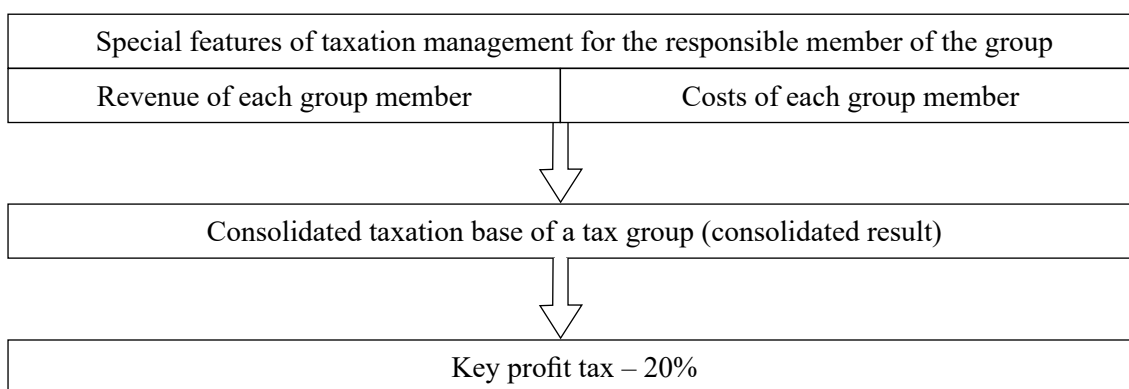 Special features of taxation management for the responsible member of the group
Revenue of each group member
Costs of each group member
Consolidated taxation base of a tax group (consolidated result)
Key profit tax – 20%